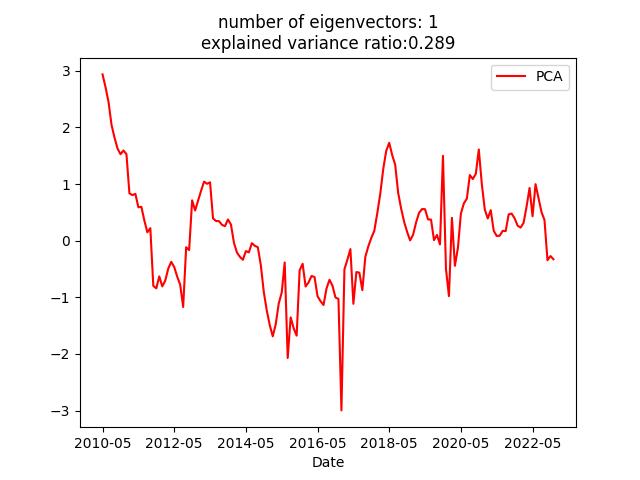 number of eigenvectors: 1
explained variance ratio:0.289
PCA
3
2
1
0
−1
−2
−3
2010-05 2012-05 2014-05 2016-05 2018-05 2020-05 2022-05
Date